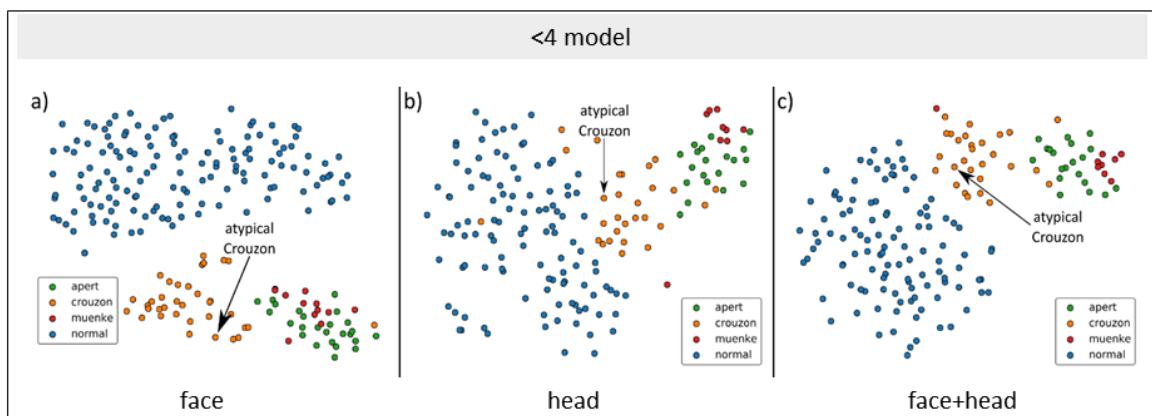 <4 model
a)
atypical
Crouzon
apert
crouzon
muenke
normal
face
b)
atypical
Crouzon
apert
crouzon
muenke
normal
head
c)
atypical
Crouzon
apert
crouzon
muenke
normal
face+head